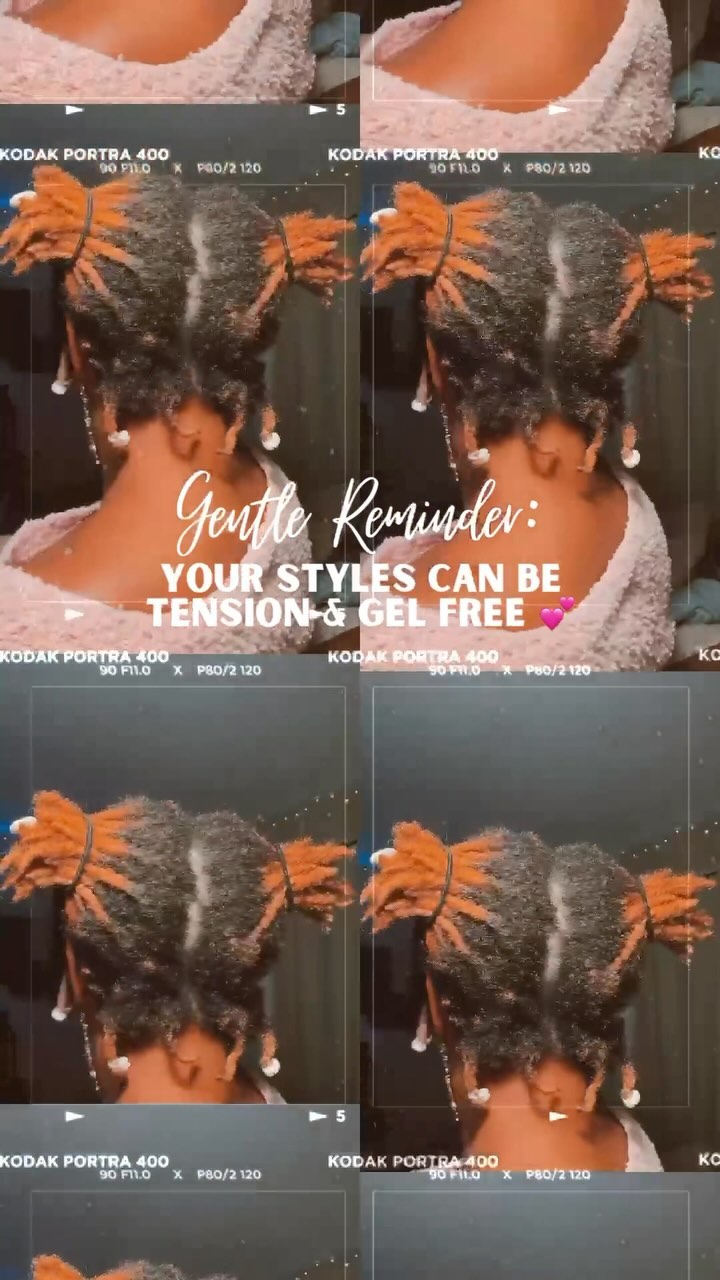 5
KODAK PORTRA 400 KODAK PORTRA 400 KO
90 F11.0 X P80/2 120 90 F11.0 X P80/2 120
Gentle Reminder:
YOUR STYLES CAN BE
TENSION & GEL FREE 💕
KODAK PORTRA 400 KODAK PORTRA 400 KO
90 F11.0 X P80/2 120 90 F11.0 X P80/2 120
5
KODAK PORTRA 400 KODAK PORTRA 400 KO
90 F11.0 X P80/2 120 90 F11.0 X P80/2 120